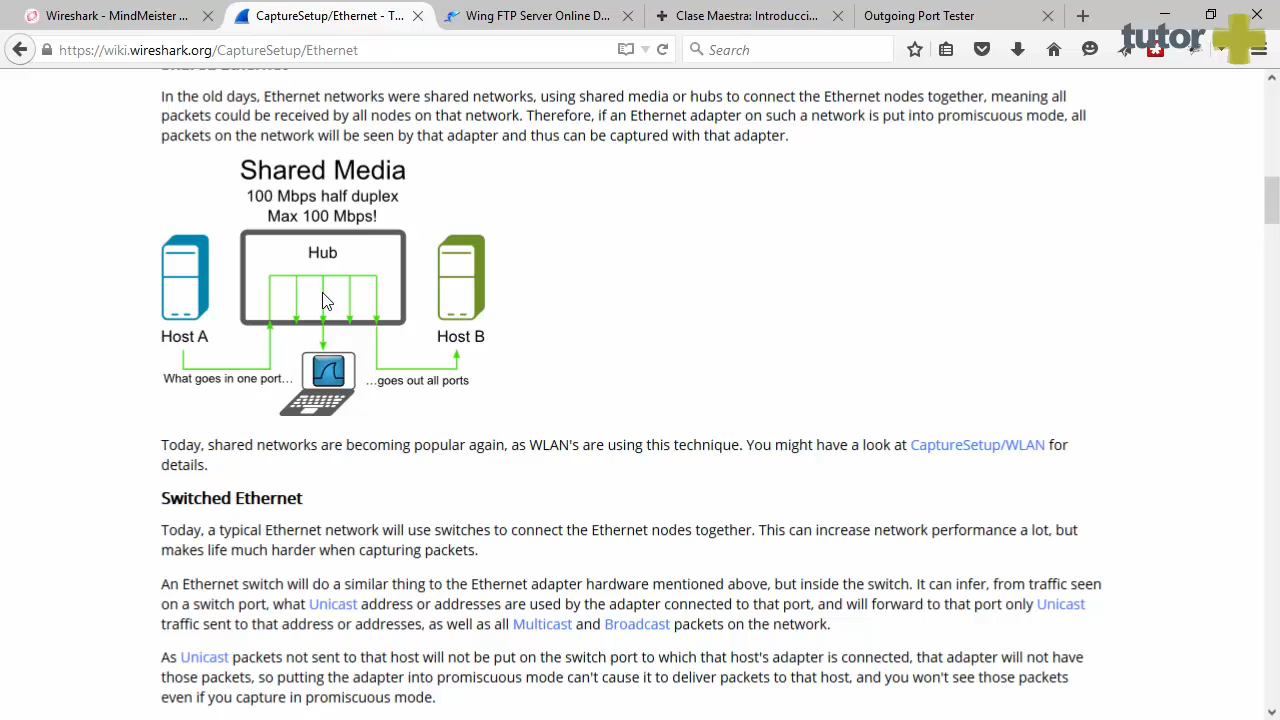 Wireshark - MindMeister ...
CaptureSetup/Ethernet - T...
Wing FTP Server Online D...
Clase Maestra: Introducci...
Outgoing Port Tester
https://wiki.wireshark.org/CaptureSetup/Ethernet
Search
tutor
In the old days, Ethernet networks were shared networks, using shared media or hubs to connect the Ethernet nodes together, meaning all
packets could be received by all nodes on that network. Therefore, if an Ethernet adapter on such a network is put into promiscuous mode, all
packets on the network will be seen by that adapter and thus can be captured with that adapter.
Shared Media
100 Mbps half duplex
Max 100 Mbps!
Hub
Host A
Host B
What goes in one port...
...goes out all ports
Today, shared networks are becoming popular again, as WLAN's are using this technique. You might have a look at CaptureSetup/WLAN for
details.
Switched Ethernet
Today, a typical Ethernet network will use switches to connect the Ethernet nodes together. This can increase network performance a lot, but
makes life much harder when capturing packets.
An Ethernet switch will do a similar thing to the Ethernet adapter hardware mentioned above, but inside the switch. It can infer, from traffic seen
on a switch port, what Unicast address or addresses are used by the adapter connected to that port, and will forward to that port only Unicast
traffic sent to that address or addresses, as well as all Multicast and Broadcast packets on the network.
As Unicast packets not sent to that host will not be put on the switch port to which that host's adapter is connected, that adapter will not have
those packets, so putting the adapter into promiscuous mode can't cause it to deliver packets to that host, and you won't see those packets
even if you capture in promiscuous mode.